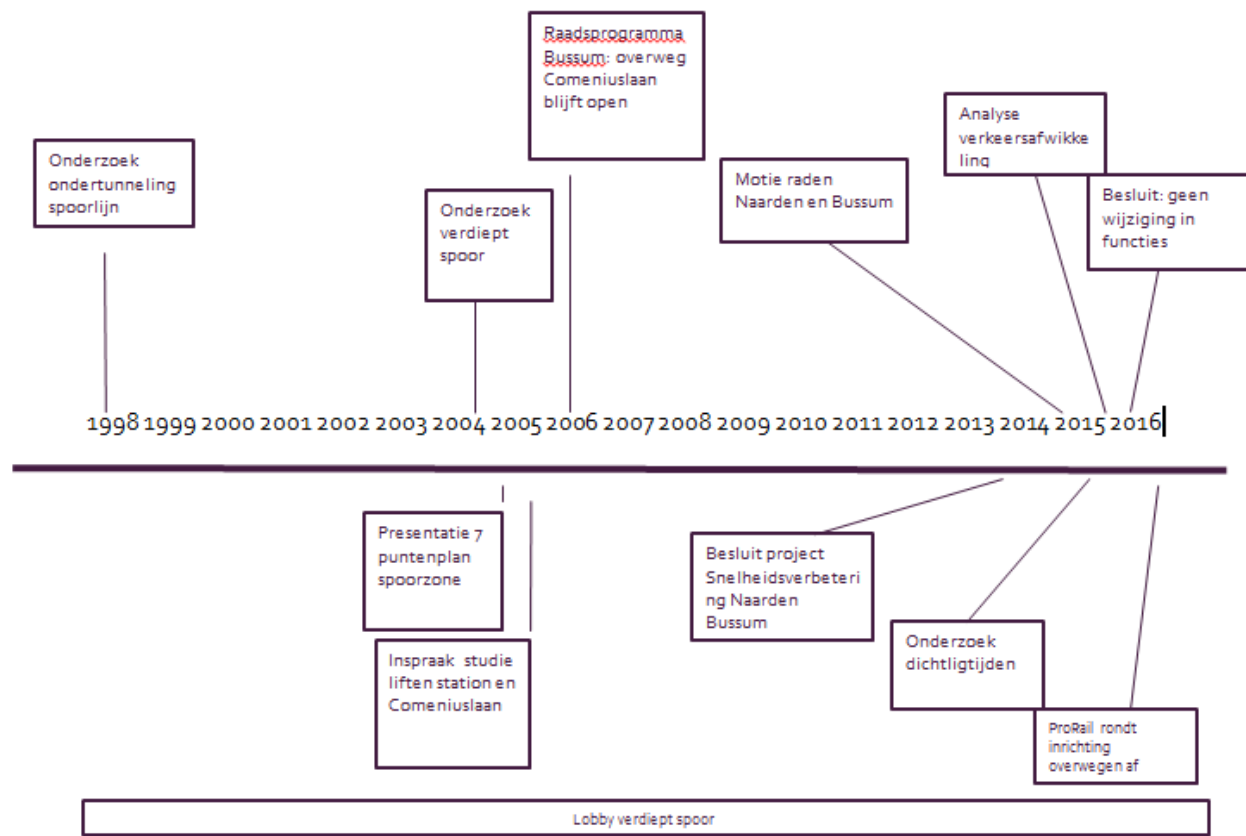 Raadsprogramma
Bussum: overweg
Comeniuslaan
blijft open
Analyse
verkeersafwikke
ling
Onderzoek
ondertunneling
spoorlijn
Motie raden
Naarden en Bussum
Besluit: geen
wijziging in
functies
Onderzoek
verdiept
spoor
1998 1999 2000 2001 2002 2003 2004 2005 2006 2007 2008 2009 2010 2011 2012 2013 2014 2015 2016
Presentatie 7
puntenplan
spoorzone
Besluit project
Snelheidsverbeteri
ng Naarden
Bussum
Inspraak studie
liften station en
Comeniuslaan
Onderzoek
dichtligtijden
ProRail rondt
inrichting
overwegen af
Lobby verdiept spoor